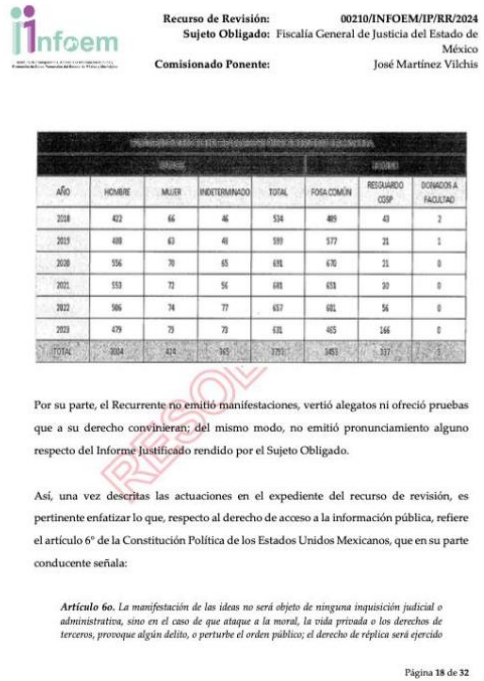 infoem
Recurso de Revisión: 00210/INFOEM/IP/RR/2024
Sujeto Obligado: Fiscalía General de Justicia del Estado de
México
Comisionado Ponente: José Martínez Vilchis
AÑO HOMBRE MUJER INDETERMINADO TOTAL FOSA COMÚN RESGUARDO COSP DONADOS A FACULTAD
2018 422 66 46 534 489 43 2
2019 488 63 48 599 577 21 1
2020 556 70 65 691 670 21 0
2021 553 72 56 681 651 30 0
2022 506 74 77 657 601 56 0
2023 479 79 73 631 465 166 0
TOTAL 3004 424 365 3793 3453 337 3
Por su parte, el Recurrente no emitió manifestaciones, vertió alegatos ni ofreció pruebas
que a su derecho convinieran; del mismo modo, no emitió pronunciamiento alguno
respecto del Informe Justificado rendido por el Sujeto Obligado.
Así, una vez descritas las actuaciones en el expediente del recurso de revisión, es
pertinente enfatizar lo que, respecto al derecho de acceso a la información pública, refiere
el artículo 6° de la Constitución Política de los Estados Unidos Mexicanos, que en su parte
conducente señala:
Artículo 6o. La manifestación de las ideas no será objeto de ninguna inquisición judicial o
administrativa, sino en el caso de que ataque a la moral, la vida privada o los derechos de
terceros, provoque algún delito, o perturbe el orden público; el derecho de réplica será ejercido
Página 18 de 32